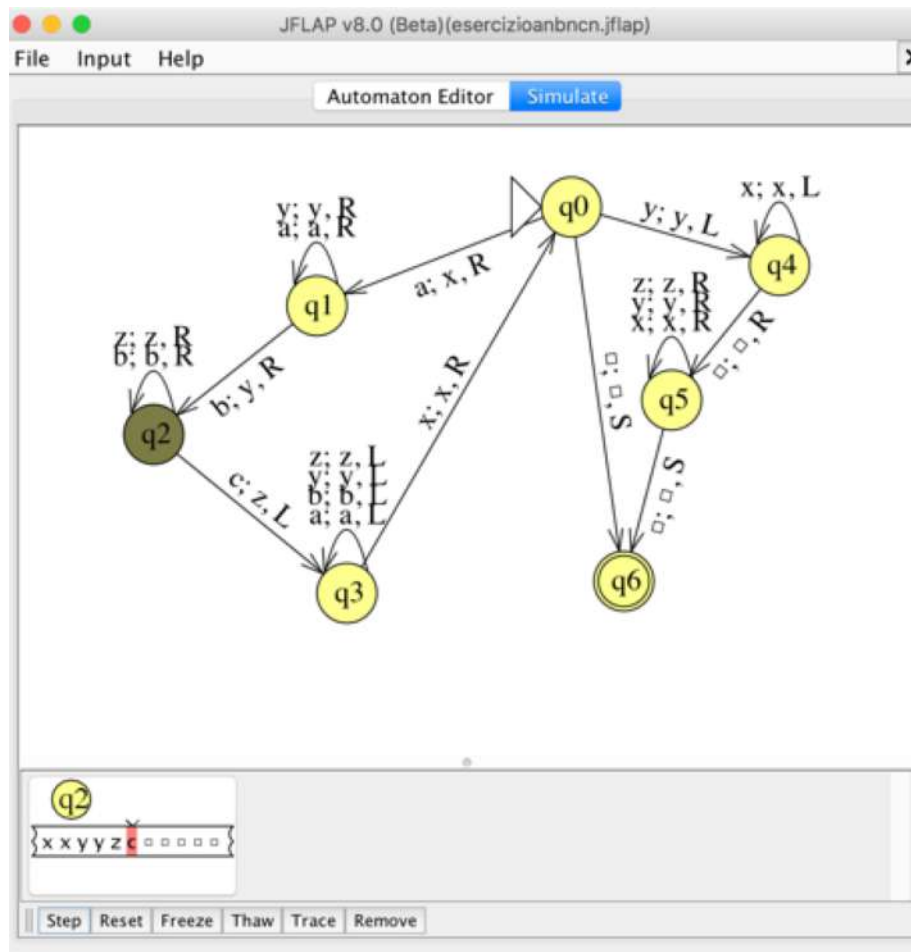 JFLAP v8.0 (Beta)(esercizioanbncn.jflap)
File Input Help
Automaton Editor Simulate
q0
y; y, L
x; x, L
q4
y; y, R
a; a, R
q1
a; x, R
z; z, R
y; y, R
x; x, R
q5
□; □, R
z; z, R
b; b, R
q2
b; y, R
x; x, R
□; □, S
□; □, S
c; z, L
z; z, L
y; y, L
b; b, L
a; a, L
q3
q6
q2
x x y y z c □ □ □ □ □
Step Reset Freeze Thaw Trace Remove